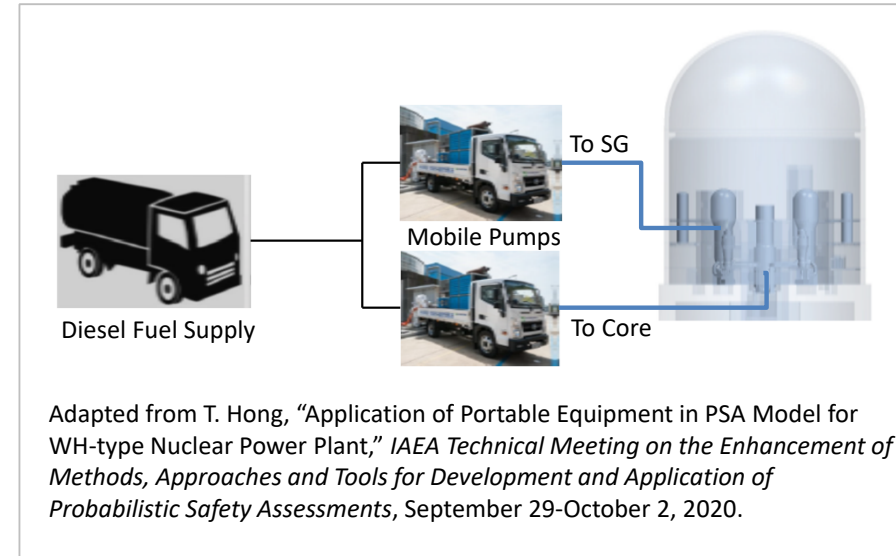 To SG
Mobile Pumps
Diesel Fuel Supply
To Core
Adapted from T. Hong, “Application of Portable Equipment in PSA Model for
WH-type Nuclear Power Plant,” IAEA Technical Meeting on the Enhancement of
Methods, Approaches and Tools for Development and Application of
Probabilistic Safety Assessments, September 29-October 2, 2020.